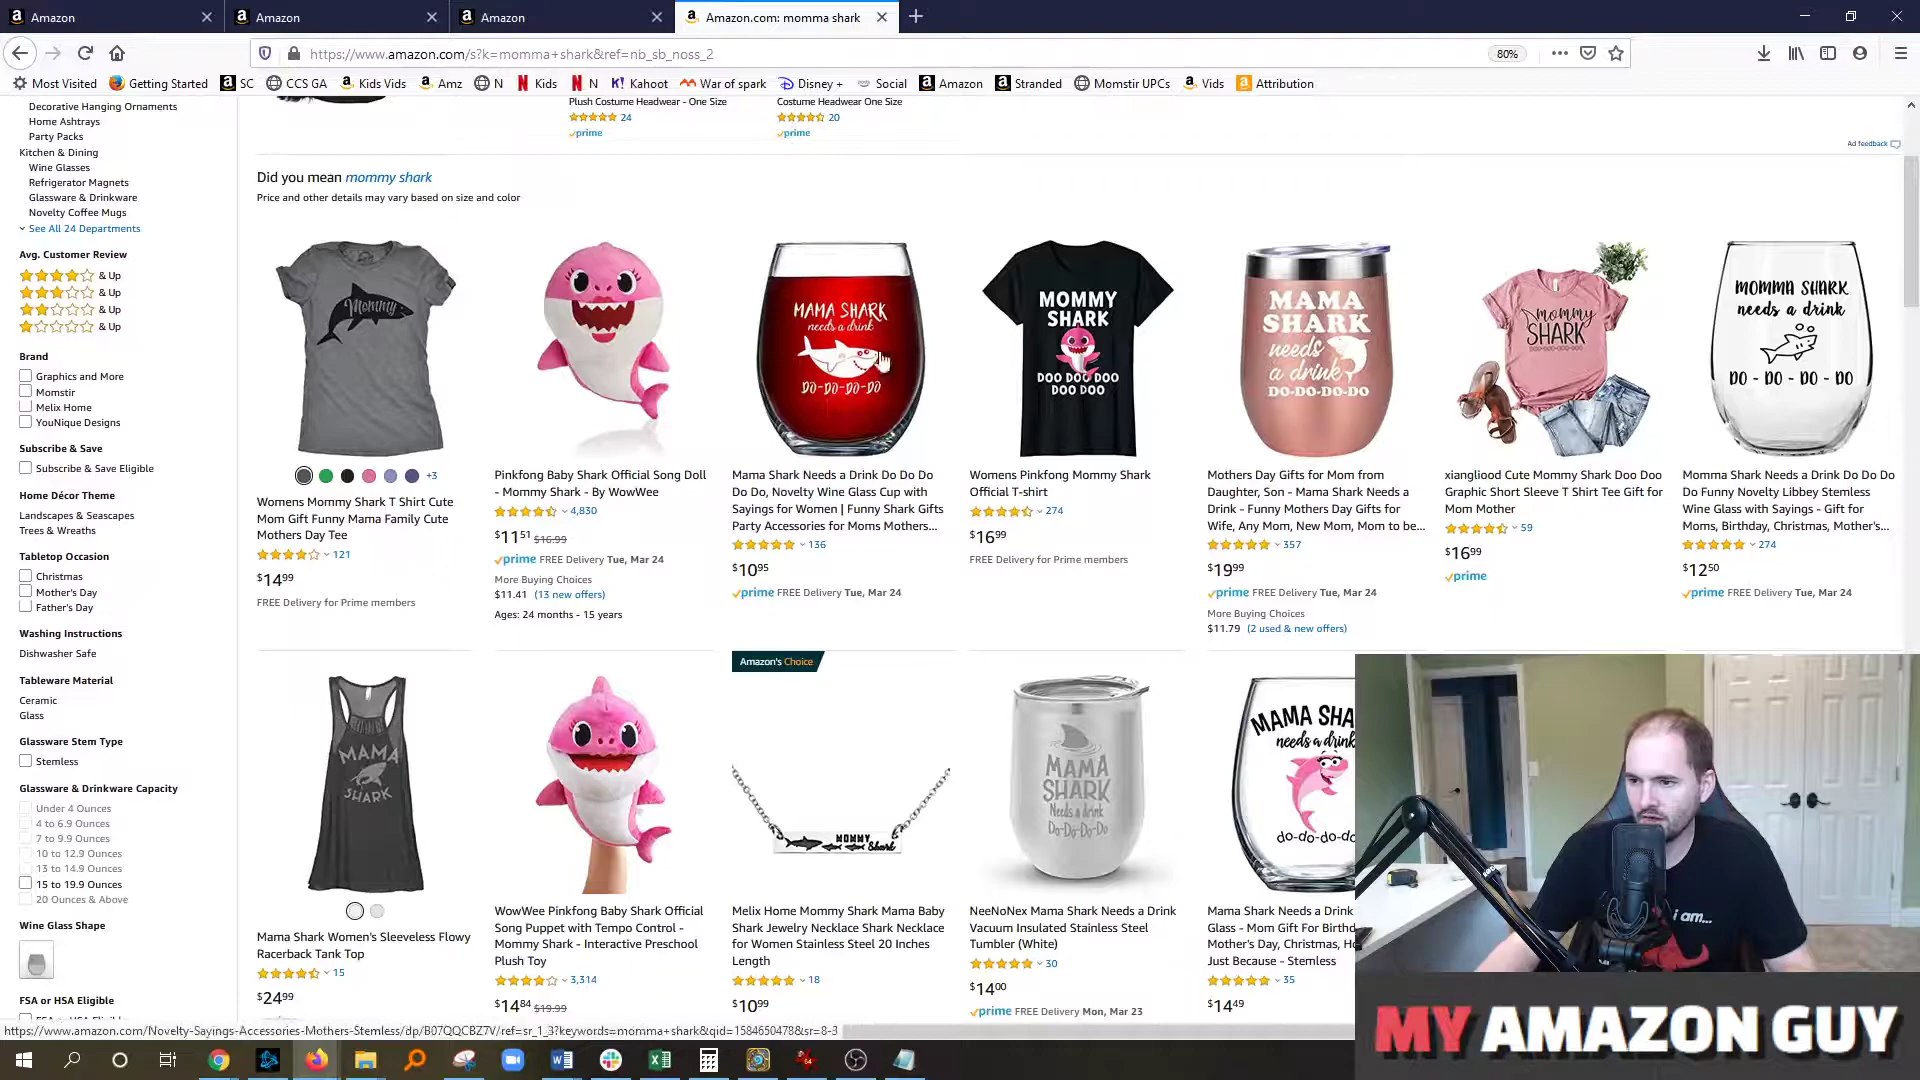 Amazon
Amazon
Amazon
Amazon.com: momma shark
https://www.amazon.com/s?k=momma+shark&ref=nb_sb_noss_2
80%
Most Visited
Getting Started
SC
CCS GA
Kids Vids
Amz
N
Kids
N
Kahoot
War of spark
Disney +
Social
Amazon
Stranded
Momstir UPCs
Vids
Attribution
Decorative Hanging Ornaments
Home Ashtrays
Party Packs
Kitchen & Dining
Wine Glasses
Refrigerator Magnets
Glassware & Drinkware
Novelty Coffee Mugs
See All 24 Departments
Avg. Customer Review
& Up
& Up
& Up
& Up
Brand
Graphics and More
Momstir
Melix Home
YouNique Designs
Subscribe & Save
Subscribe & Save Eligible
Home Décor Theme
Landscapes & Seascapes
Trees & Wreaths
Tabletop Occasion
Christmas
Mother's Day
Father's Day
Washing Instructions
Dishwasher Safe
Tableware Material
Ceramic
Glass
Glassware Stem Type
Stemless
Glassware & Drinkware Capacity
Under 4 Ounces
4 to 6.9 Ounces
7 to 9.9 Ounces
10 to 12.9 Ounces
13 to 14.9 Ounces
15 to 19.9 Ounces
20 Ounces & Above
Wine Glass Shape
FSA or HSA Eligible
Plush Costume Headwear - One Size
24
prime
Costume Headwear One Size
20
prime
Ad feedback
Did you mean mommy shark
Price and other details may vary based on size and color
Mommy
+3
Womens Mommy Shark T Shirt Cute
Mom Gift Funny Mama Family Cute
Mothers Day Tee
121
$14.99
FREE Delivery for Prime members
Pinkfong Baby Shark Official Song Doll
- Mommy Shark - By WowWee
4,830
$11.51 $16.99
prime FREE Delivery Tue, Mar 24
More Buying Choices
$11.41 (13 new offers)
Ages: 24 months - 15 years
MAMA SHARK
needs a drink
DO-DO-DO-DO
Mama Shark Needs a Drink Do Do Do
Do Do, Novelty Wine Glass Cup with
Sayings for Women | Funny Shark Gifts
Party Accessories for Moms Mothers...
136
$10.95
prime FREE Delivery Tue, Mar 24
MOMMY
SHARK
DOO DOO DOO
DOO DOO
Womens Pinkfong Mommy Shark
Official T-shirt
274
$16.99
FREE Delivery for Prime members
MAMA
SHARK
needs
a drink
DO-DO-DO-DO
Mothers Day Gifts for Mom from
Daughter, Son - Mama Shark Needs a
Drink - Funny Mothers Day Gifts for
Wife, Any Mom, New Mom, Mom to be...
357
$19.99
prime FREE Delivery Tue, Mar 24
More Buying Choices
$11.79 (2 used & new offers)
mommy
SHARK
xiangliood Cute Mommy Shark Doo Doo
Graphic Short Sleeve T Shirt Tee Gift for
Mom Mother
59
$16.99
prime
MOMMA SHARK
needs a drink
DO - DO - DO - DO
Momma Shark Needs a Drink Do Do Do
Do Funny Novelty Libbey Stemless
Wine Glass with Sayings - Gift for
Moms, Birthday, Christmas, Mother's...
274
$12.50
prime FREE Delivery Tue, Mar 24
MAMA
SHARK
Mama Shark Women's Sleeveless Flowy
Racerback Tank Top
15
$24.99
WowWee Pinkfong Baby Shark Official
Song Puppet with Tempo Control -
Mommy Shark - Interactive Preschool
Plush Toy
3,314
$14.84 $19.99
Amazon's Choice
MOMMY
Shark
Melix Home Mommy Shark Mama Baby
Shark Jewelry Necklace Shark Necklace
for Women Stainless Steel 20 Inches
Length
18
$10.99
MAMA
SHARK
Needs a drink
Do-Do-Do-Do
NeeNoNex Mama Shark Needs a Drink
Vacuum Insulated Stainless Steel
Tumbler (White)
30
$14.00
prime FREE Delivery Mon, Mar 23
MAMA SHA
needs a drink
do-do-do-do
Mama Shark Needs a Drink
Glass - Mom Gift For Birthd
Mother's Day, Christmas, Ho
Just Because - Stemless
35
$14.49
i am...
MY AMAZON GUY
https://www.amazon.com/Novelty-Sayings-Accessories-Mothers-Stemless/dp/B07QQCBZ7V/ref=sr_1_3?keywords=momma+shark&qid=1584650478&sr=8-3